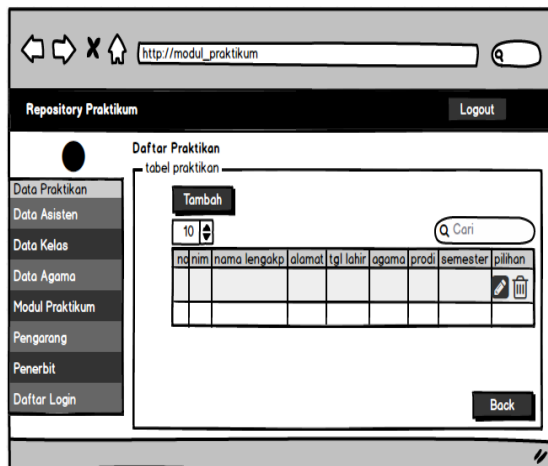 http://modul_praktikum
Repository Praktikum
Logout
Daftar Praktikan
tabel praktikan
Data Praktikan
Data Asisten
Data Kelas
Data Agama
Modul Praktikum
Pengarang
Penerbit
Daftar Login
Tambah
10
Cari
no nim nama lengakp alamat tgl lahir agama prodi semester pilihan
Back